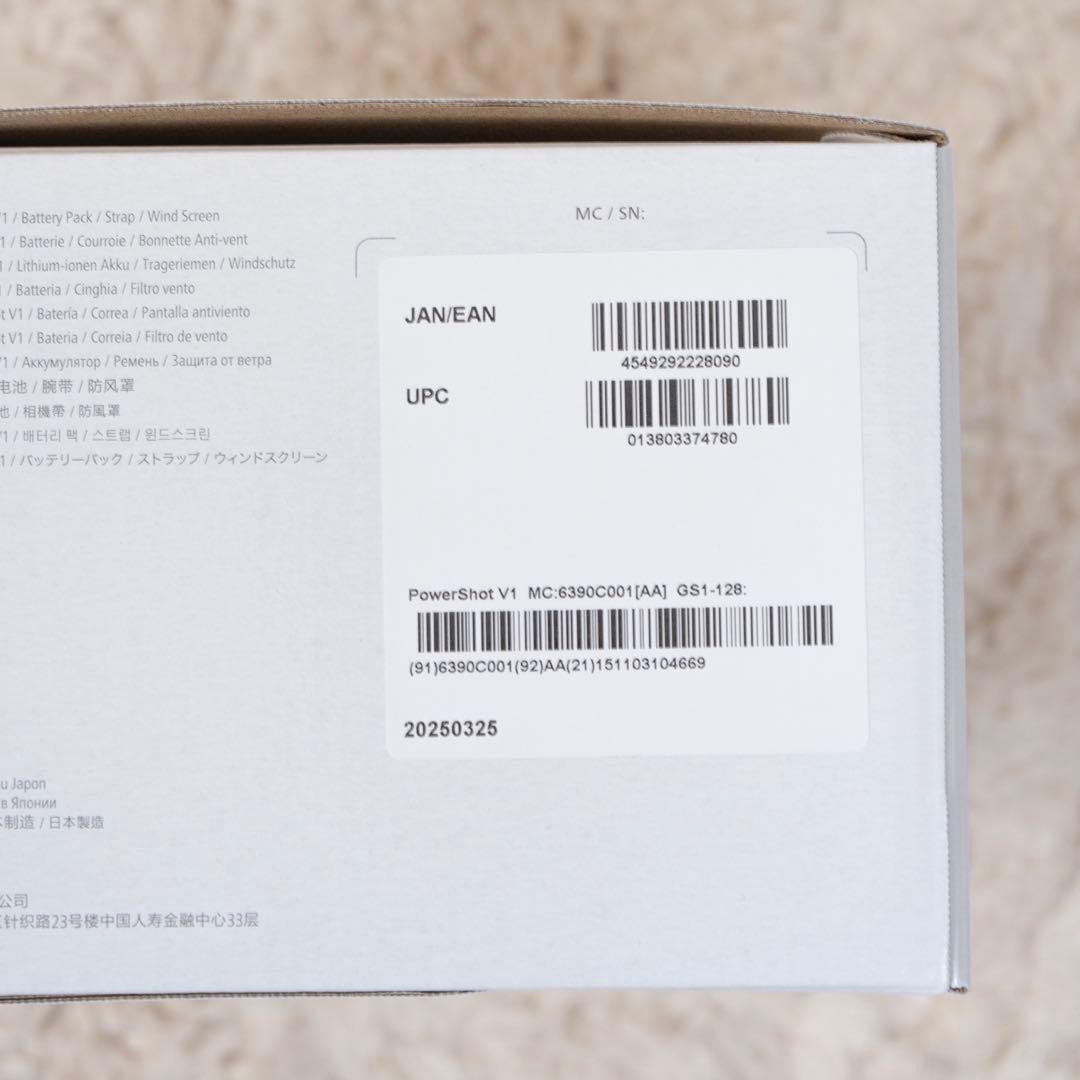 1 / Battery Pack / Strap / Wind Screen
1 / Batterie / Courroie / Bonnette Anti-vent
1 / Lithium-ionen Akku / Trageriemen / Windschutz
/ Batteria / Cinghia / Filtro vento
t V1 / Batería / Correa / Pantalla antiviento
t V1 / Bateria / Correia / Filtro de vento
V1 / Аккумулятор / Ремень / Защита от ветра
电池 / 腕带 / 防风罩
池 / 相機帶 / 防風罩
V1 / 배터리 팩 / 스트랩 / 윈드스크린
1 / バッテリーパック / ストラップ / ウィンドスクリーン
u Japon
в Японии
本制造 / 日本製造
公司
针织路23号楼中国人寿金融中心33层
MC / SN:
JAN/EAN
4549292228090
UPC
013803374780
PowerShot V1 MC:6390C001[AA] GS1-128:
(91)6390C001(92)AA(21)151103104669
20250325